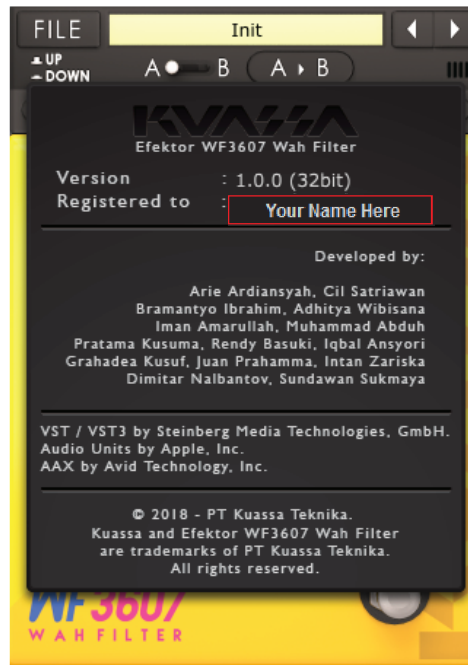 FILE
Init
UP
DOWN
A B
A B
KVASSA
Efektor WF3607 Wah Filter
Version : 1.0.0 (32bit)
Registered to : Your Name Here
Developed by:
Arie Ardiansyah, Cil Satriawan
Bramantyo Ibrahim, Adhitya Wibisana
Iman Amarullah, Muhammad Abduh
Pratama Kusuma, Rendy Basuki, Iqbal Ansyori
Grahadea Kusuf, Juan Prahamma, Intan Zariska
Dimitar Nalbantov, Sundawan Sukmaya
VST / VST3 by Steinberg Media Technologies, GmbH.
Audio Units by Apple, Inc.
AAX by Avid Technology, Inc.
© 2018 - PT Kuassa Teknika.
Kuassa and Efektor WF3607 Wah Filter
are trademarks of PT Kuassa Teknika.
All rights reserved.
WF3607
WAH FILTER